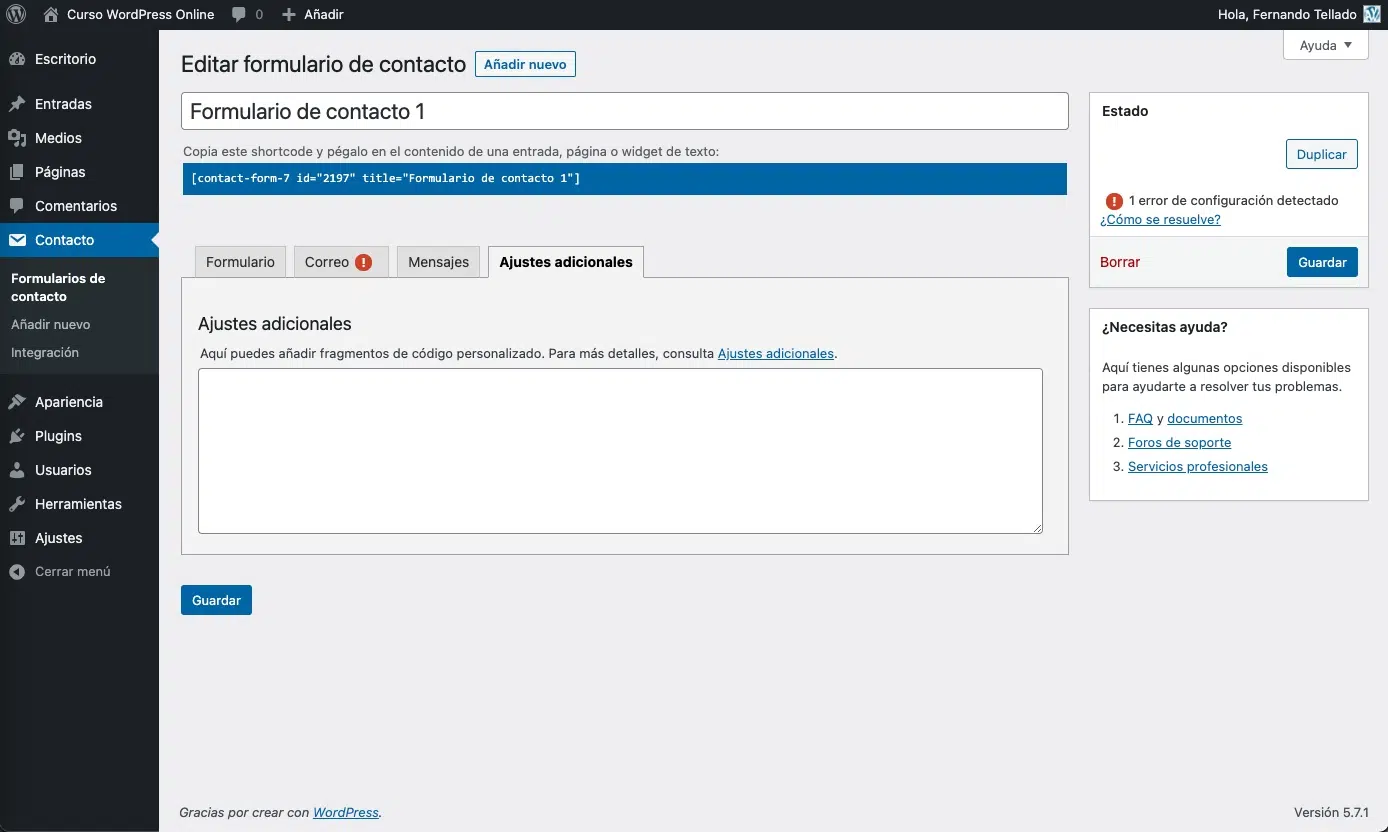 Curso WordPress Online 0 Añadir Hola, Fernando Tellado
Escritorio
Entradas
Medios
Páginas
Comentarios
Contacto
Formularios de
contacto
Añadir nuevo
Integración
Apariencia
Plugins
Usuarios
Herramientas
Ajustes
Cerrar menú
Ayuda
Editar formulario de contacto Añadir nuevo
Formulario de contacto 1
Copia este shortcode y pégalo en el contenido de una entrada, página o widget de texto:
[contact-form-7 id="2197" title="Formulario de contacto 1"]
Formulario Correo ! Mensajes Ajustes adicionales
Ajustes adicionales
Aquí puedes añadir fragmentos de código personalizado. Para más detalles, consulta Ajustes adicionales.
Guardar
Estado
Duplicar
! 1 error de configuración detectado
¿Cómo se resuelve?
Borrar Guardar
¿Necesitas ayuda?
Aquí tienes algunas opciones disponibles
para ayudarte a resolver tus problemas.
1. FAQ y documentos
2. Foros de soporte
3. Servicios profesionales
Gracias por crear con WordPress. Versión 5.7.1